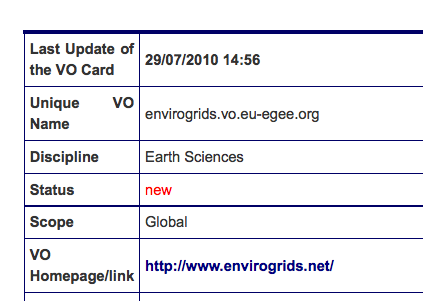 Last Update of 29/07/2010 14:56
the VO Card
Unique VO envirogrids.vo.eu-egee.org
Name
Discipline Earth Sciences
Status new
Scope Global
VO http://www.envirogrids.net/
Homepage/link